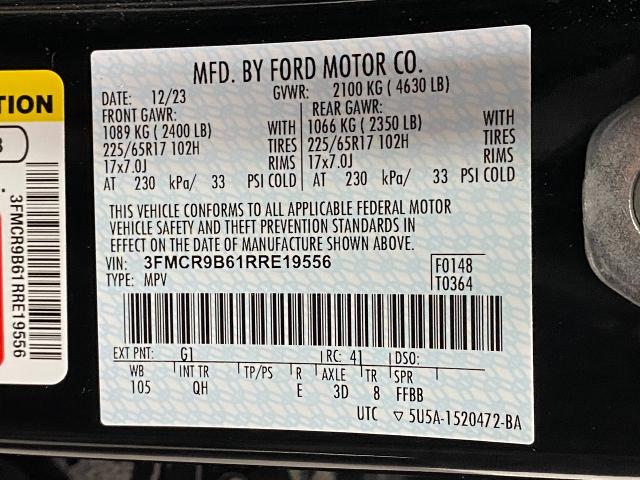 TION
3
3FMCR9B61RRE19556
MFD. BY FORD MOTOR CO.
DATE: 12/23 GVWR: 2100 KG ( 4630 LB)
FRONT GAWR: REAR GAWR:
1089 KG ( 2400 LB) WITH 1066 KG ( 2350 LB) WITH
225/65R17 102H TIRES 225/65R17 102H TIRES
17x7.0J RIMS 17x7.0J RIMS
AT 230 kPa/ 33 PSI COLD AT 230 kPa/ 33 PSI COLD
THIS VEHICLE CONFORMS TO ALL APPLICABLE FEDERAL MOTOR
VEHICLE SAFETY AND THEFT PREVENTION STANDARDS IN
EFFECT ON THE DATE OF MANUFACTURE SHOWN ABOVE.
VIN: 3FMCR9B61RRE19556 F0148
TYPE: MPV T0364
EXT PNT: G1 RC: 41 DSO:
WB INT TR TP/PS R AXLE TR SPR
105 QH E 3D 8 FFBB
UTC ▽ 5U5A-1520472-BA